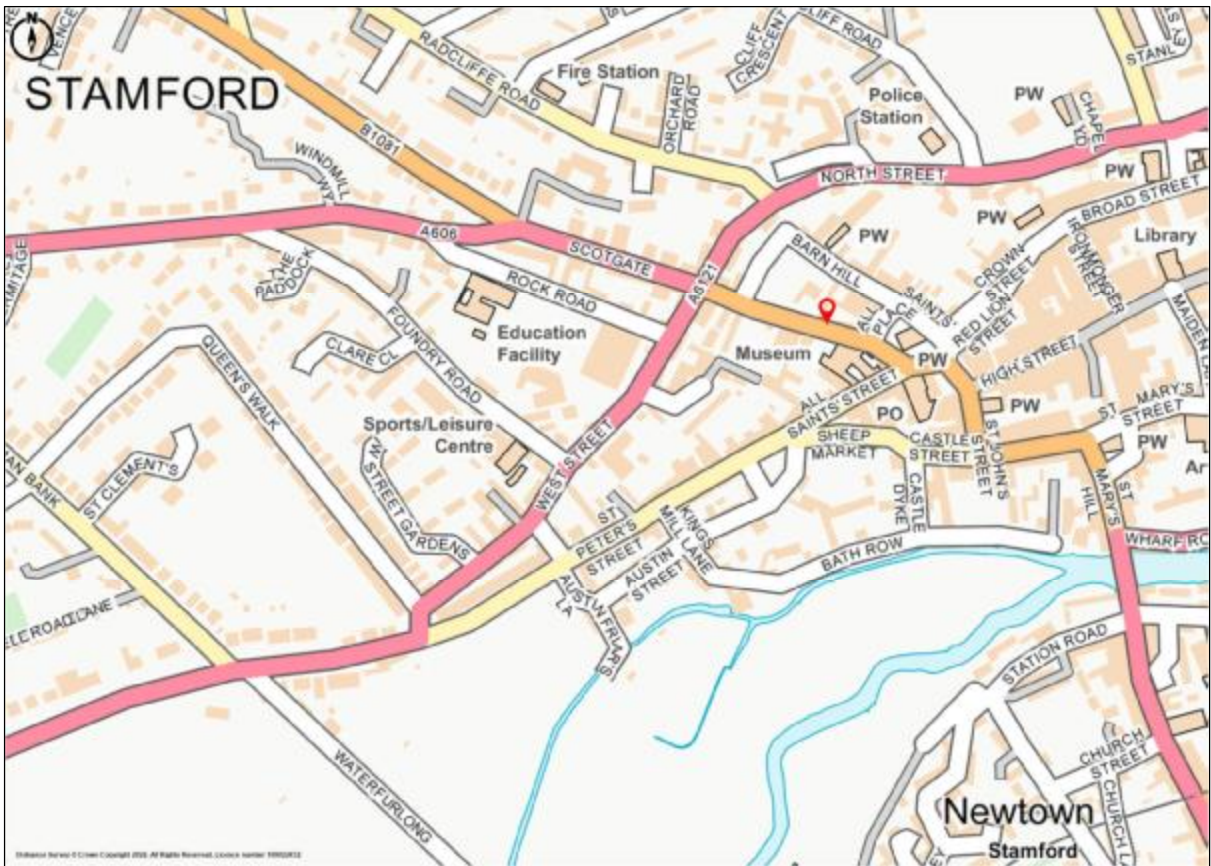 N
STAMFORD
RADCLIFFE ROAD
Fire Station
CLIFF
CRESCENT
CLIFF ROAD
ORCHARD
ROAD
Police
Station
PW
CHAPEL
YD
STANLEY
B1081
WINDMILL
WY
NORTH STREET
PW
BROAD STREET
PW
A606
SCOTGATE
A6121
BARN HILL
PW
CROWN
STREET
IRONMONGER
STREET
Library
THE
PADDOCK
ROCK ROAD
SAINTS'
ALL
PLACE
RED LION
STREET
MAIDEN
FOUNDRY ROAD
Education
Facility
CLARE CL
QUEEN'S WALK
Museum
PW
HIGH STREET
ALL
SAINTS' STREET
PO
PW
ST MARY'S
STREET
PW
Sports/Leisure
Centre
WEST STREET
SHEEP
MARKET
CASTLE
STREET
ST JOHN'S
STREET
ST CLEMENT'S
W STREET GARDENS
CASTLE
DYKE
ST
MARY'S
HILL
ST
PETER'S
STREET
KINGS
MILL LANE
AUSTIN
STREET
BATH ROW
WHARF RO
AUSTIN FRIARS
LA
STATION ROAD
WATERFURLONG
CHURCH
STREET
Newtown
Stamford